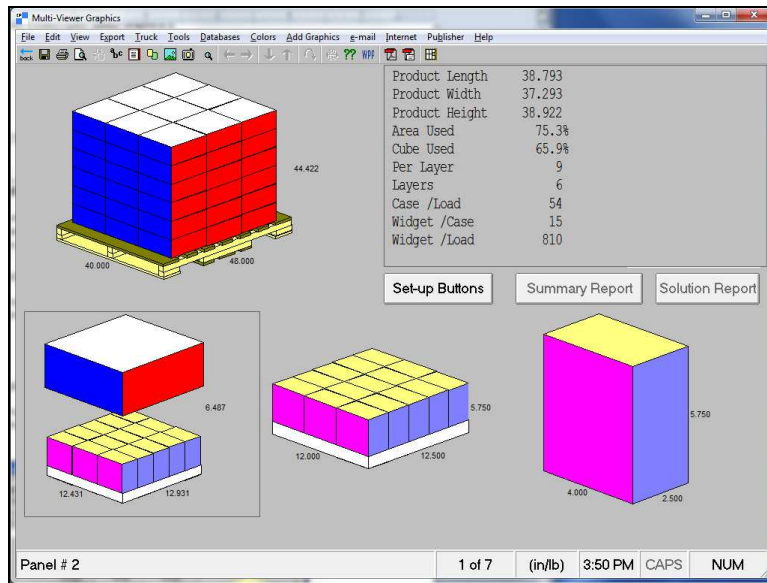 Multi-Viewer Graphics
File Edit View Export Truck Tools Databases Colors Add Graphics e-mail Internet Publisher Help
back abc ?? WPF
Product Length 38.793
Product Width 37.293
Product Height 38.922
Area Used 75.3%
Cube Used 65.9%
Per Layer 9
Layers 6
Case /Load 54
Widget /Case 15
Widget /Load 810
44.422
40.000 48.000
Set-up Buttons Summary Report Solution Report
6.487
12.431 12.931
5.750
12.000 12.500
5.750
4.000 2.500
Panel # 2 1 of 7 (in/lb) 3:50 PM CAPS NUM